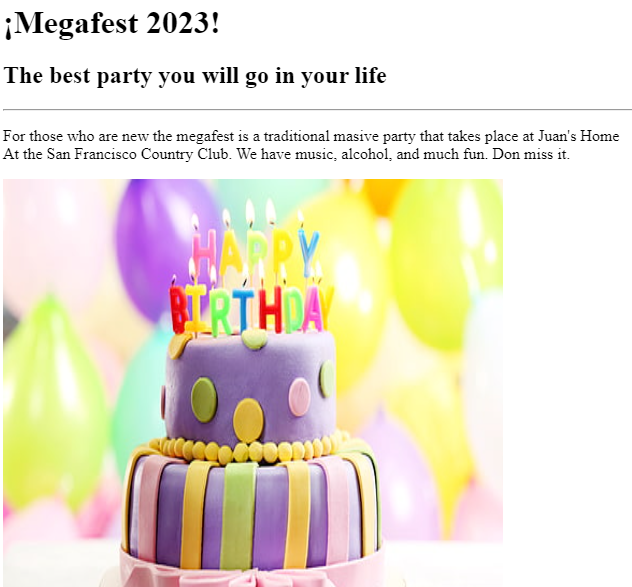 ¡Megafest 2023!
The best party you will go in your life
For those who are new the megafest is a traditional masive party that takes place at Juan's Home
At the San Francisco Country Club. We have music, alcohol, and much fun. Don miss it.
HAPPY
BIRTHDAY